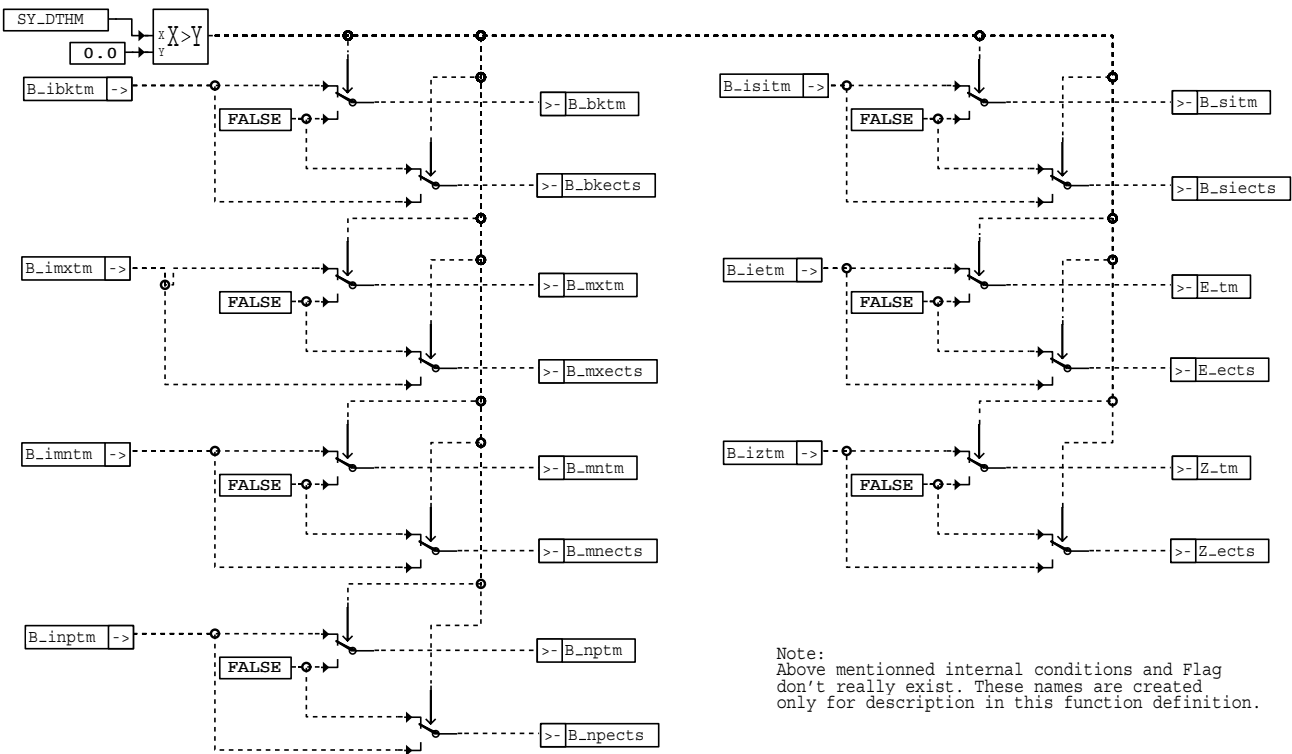 SY_DTHM
0.0
X
Y
X>Y
B_ibktm ->
FALSE
>- B_bktm
>- B_bkects
B_imxtm ->
FALSE
>- B_mxtm
>- B_mxects
B_imntm ->
FALSE
>- B_mntm
>- B_mnects
B_inptm ->
FALSE
>- B_nptm
>- B_npects
B_isitm ->
FALSE
>- B_sitm
>- B_siects
B_ietm ->
FALSE
>- E_tm
>- E_ects
B_iztm ->
FALSE
>- Z_tm
>- Z_ects
Note:
Above mentionned internal conditions and Flag
don't really exist. These names are created
only for description in this function definition.